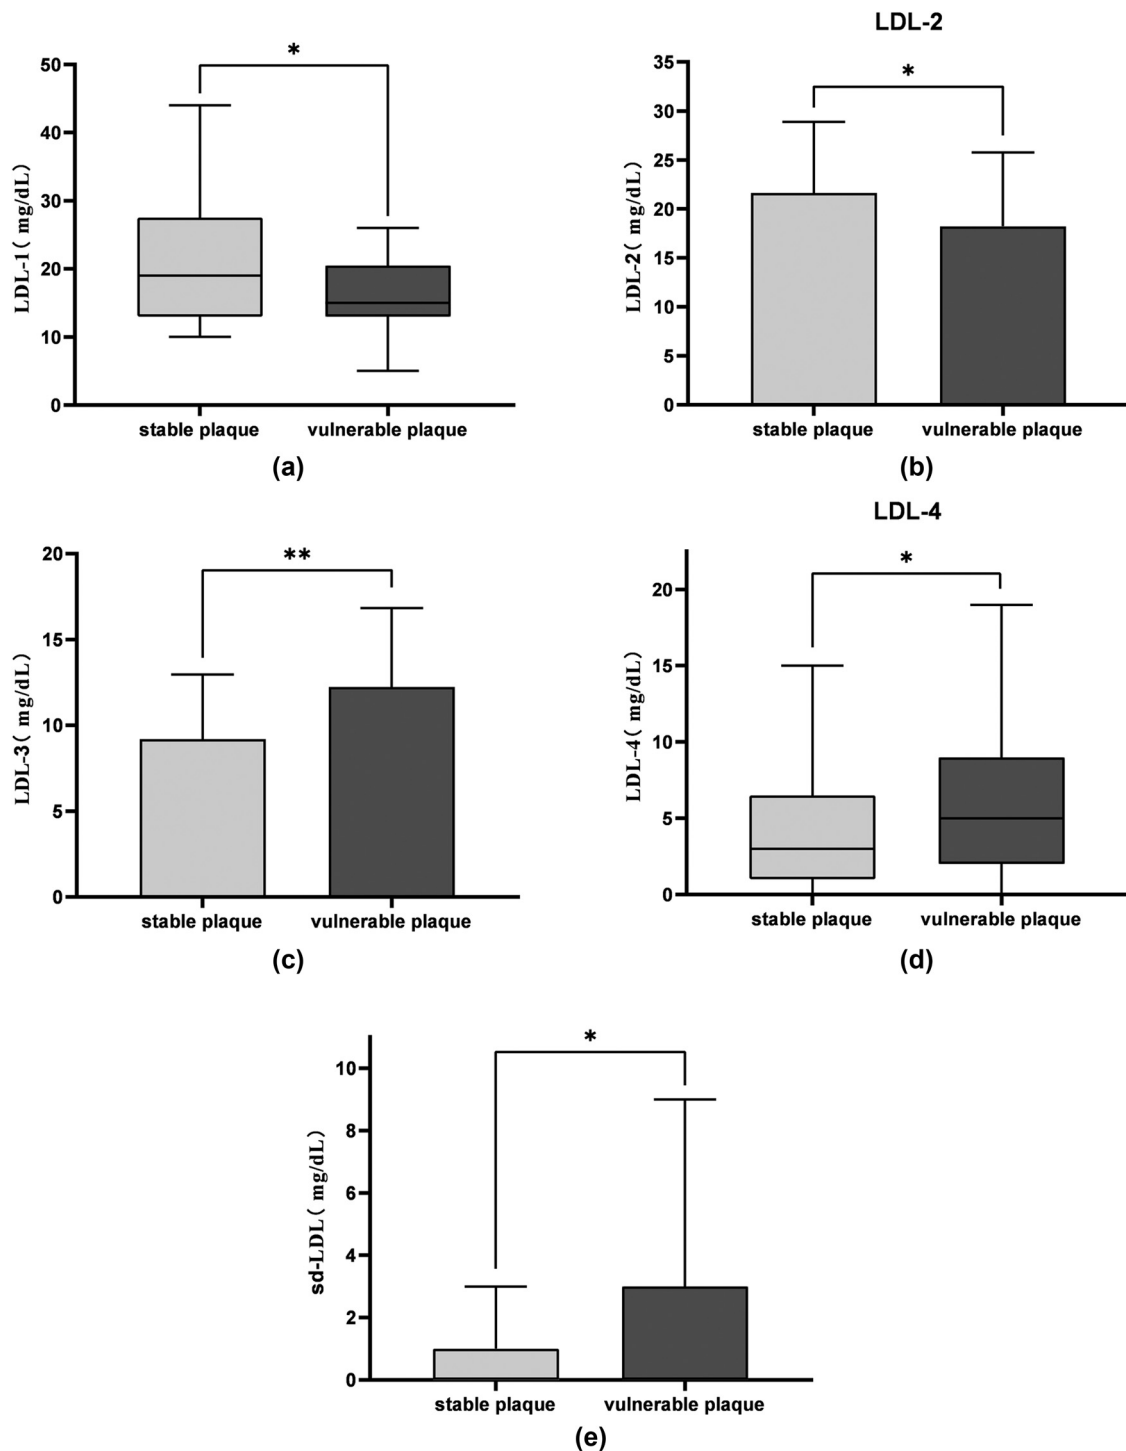 *
50
40
30
20
10
0
LDL-1( mg/dL)
stable plaque vulnerable plaque
(a)
LDL-2
*
35
30
25
20
15
10
5
0
LDL-2( mg/dL)
stable plaque vulnerable plaque
(b)
**
20
15
10
5
0
LDL-3( mg/dL)
stable plaque vulnerable plaque
(c)
LDL-4
*
20
15
10
5
0
LDL-4( mg/dL)
stable plaque vulnerable plaque
(d)
*
10
8
6
4
2
0
sd-LDL( mg/dL)
stable plaque vulnerable plaque
(e)